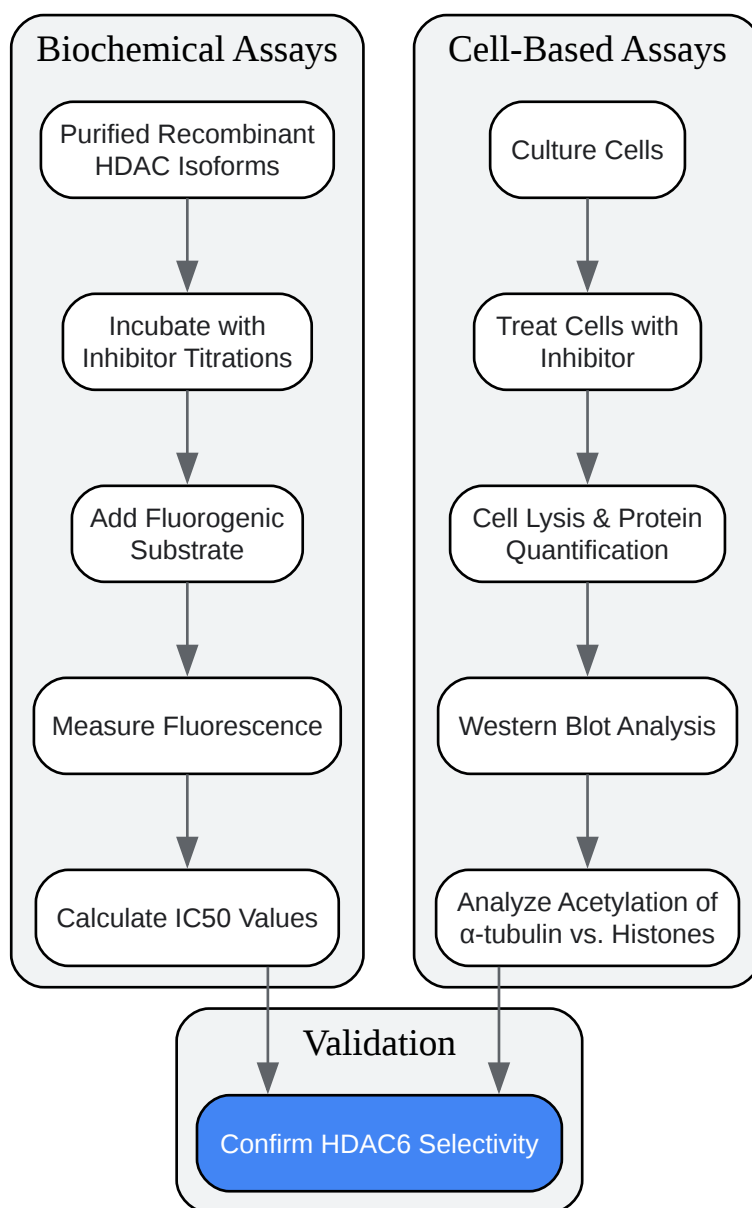 Biochemical Assays
Purified Recombinant
HDAC Isoforms
Incubate with
Inhibitor Titrations
Add Fluorogenic
Substrate
Measure Fluorescence
Calculate IC50 Values
Cell-Based Assays
Culture Cells
Treat Cells with
Inhibitor
Cell Lysis & Protein
Quantification
Western Blot Analysis
Analyze Acetylation of
α-tubulin vs. Histones
Validation
Confirm HDAC6 Selectivity